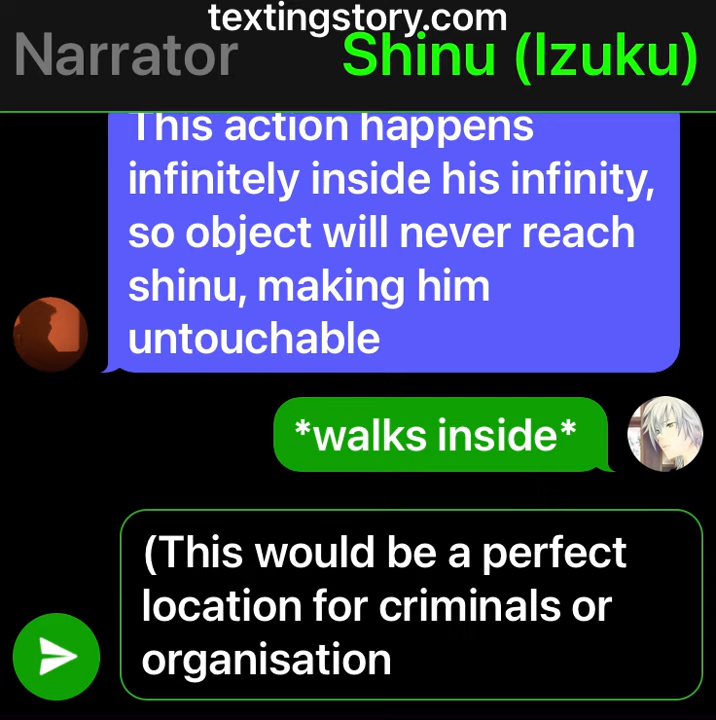 textingstory.com
Narrator Shinu (Izuku)
This action happens
infinitely inside his infinity,
so object will never reach
shinu, making him
untouchable
*walks inside*
(This would be a perfect
location for criminals or
organisation